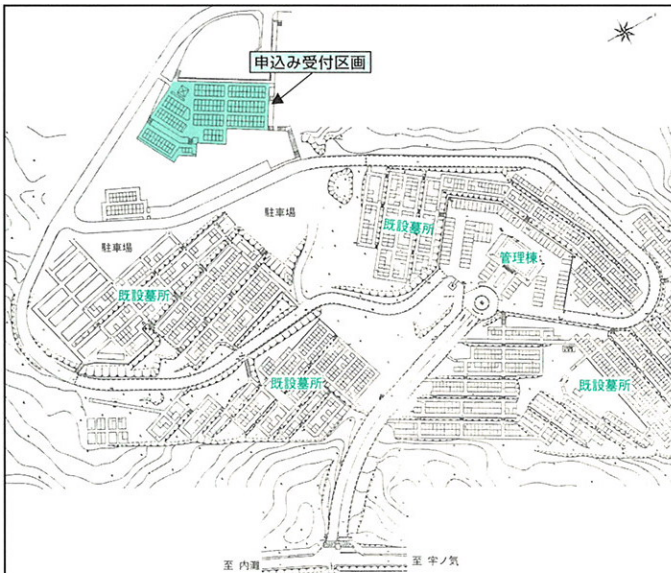 申込み受付区画
駐車場
既設墓所
駐車場
管理棟
既設墓所
既設墓所
既設墓所
至 内灘
至 宇ノ気